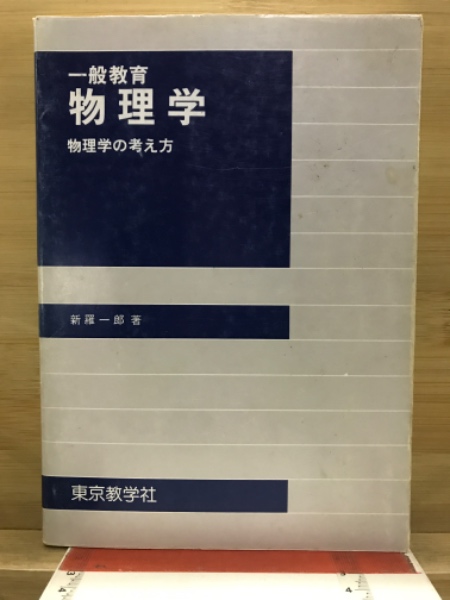 一般教育
物理学
物理学の考え方
新羅一郎 著
東京教学社